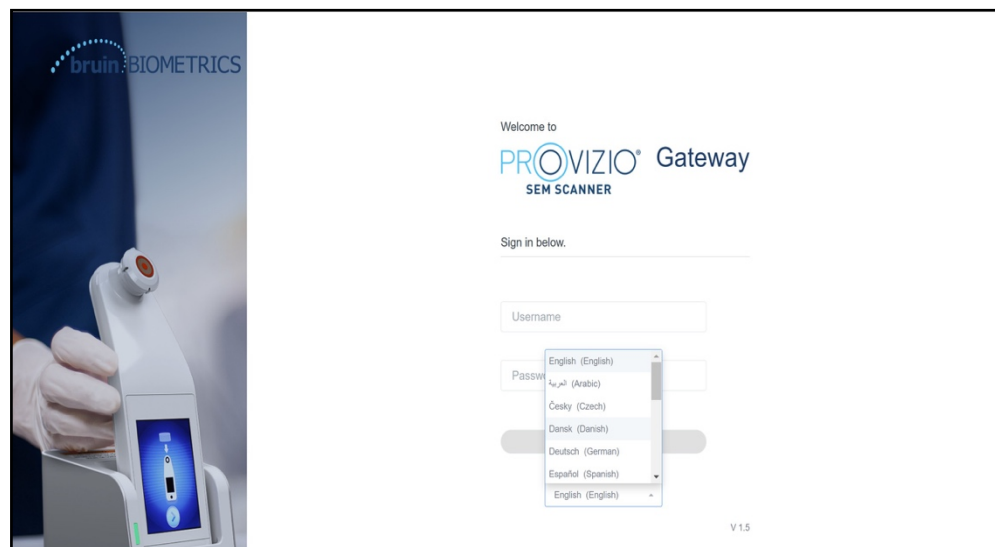 bruin BIOMETRICS
Welcome to
PROVIZIO® Gateway
SEM SCANNER
Sign in below.
Username
Passwo
English (English)
العربية (Arabic)
Česky (Czech)
Dansk (Danish)
Deutsch (German)
Español (Spanish)
English (English)
V 1.5